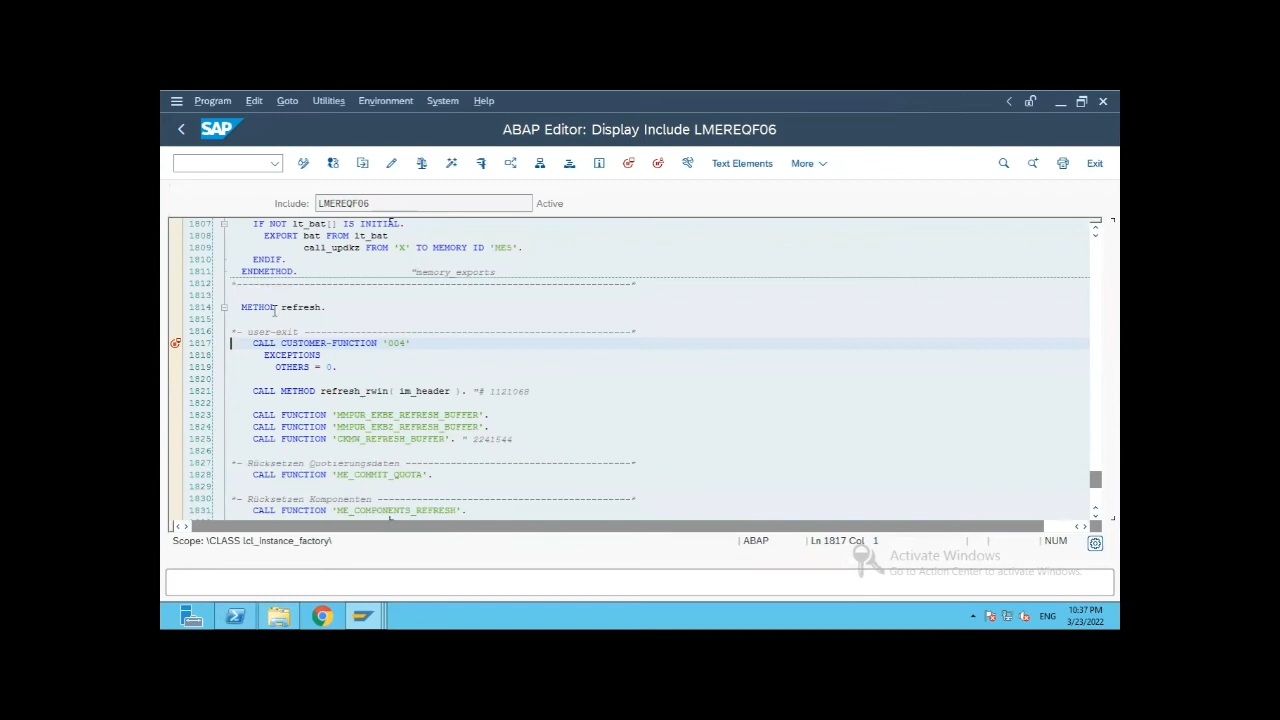 Program Edit Goto Utilities Environment System Help
SAP ABAP Editor: Display Include LMEREQF06
Text Elements More Exit
Include: LMEREQF06 Active
1807 IF NOT lt_bat[] IS INITIAL.
1808 EXPORT bat FROM lt_bat
1809 call_updkz FROM 'X' TO MEMORY ID 'ME5'.
1810 ENDIF.
1811 ENDMETHOD. "memory_exports
1812 *----------------------------------------------------------------------*
1813
1814 METHOD refresh.
1815
1816 *- user-exit ----------------------------------------------------------*
1817 CALL CUSTOMER-FUNCTION '004'
1818 EXCEPTIONS
1819 OTHERS = 0.
1820
1821 CALL METHOD refresh_rwin( im_header ). "# 1121068
1822
1823 CALL FUNCTION 'MMPUR_EKBE_REFRESH_BUFFER'.
1824 CALL FUNCTION 'MMPUR_EKBZ_REFRESH_BUFFER'.
1825 CALL FUNCTION 'CKMW_REFRESH_BUFFER'. " 2241544
1826
1827 *- Rücksetzen Quotierungsdaten ----------------------------------------*
1828 CALL FUNCTION 'ME_COMMIT_QUOTA'.
1829
1830 *- Rücksetzen Komponenten ---------------------------------------------*
1831 CALL FUNCTION 'ME_COMPONENTS_REFRESH'.
Scope: \CLASS lcl_instance_factory\ ABAP Ln 1817 Col 1 NUM
Activate Windows
Go to Action Center to activate Windows.
ENG 10:37 PM
3/23/2022